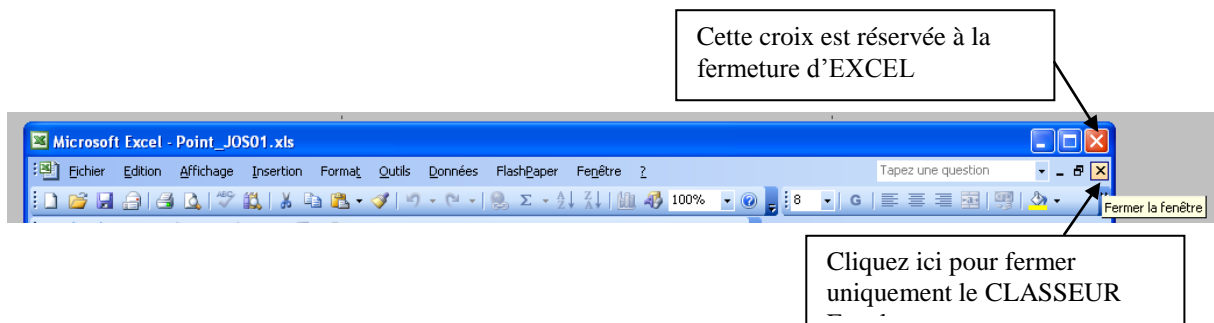 Cette croix est réservée à la
fermeture d’EXCEL
Microsoft Excel - Point_JOS01.xls
Fichier Edition Affichage Insertion Format Outils Données FlashPaper Fenêtre ?
Tapez une question
100%
8
G
Fermer la fenêtre
Cliquez ici pour fermer
uniquement le CLASSEUR